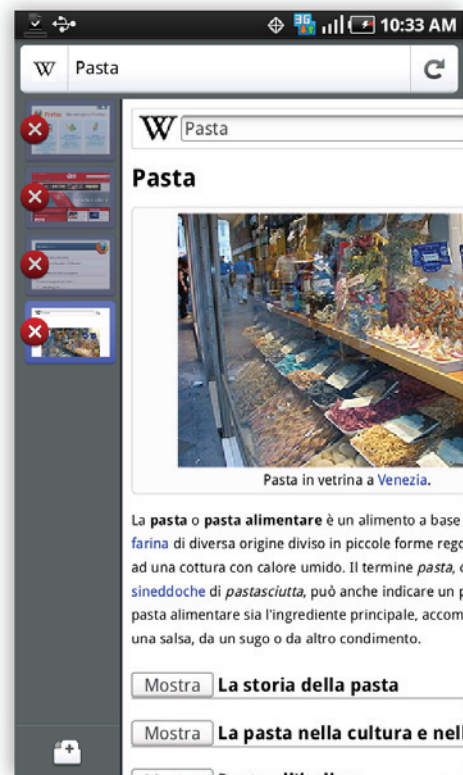 3G 10:33 AM
W Pasta
W Pasta
Pasta
Pasta in vetrina a Venezia.
La pasta o pasta alimentare è un alimento a base
farina di diversa origine diviso in piccole forme rego
ad una cottura con calore umido. Il termine pasta, 
sineddoche di pastasciutta, può anche indicare un p
pasta alimentare sia l'ingrediente principale, accom
una salsa, da un sugo o da altro condimento.
Mostra La storia della pasta
Mostra La pasta nella cultura e nell